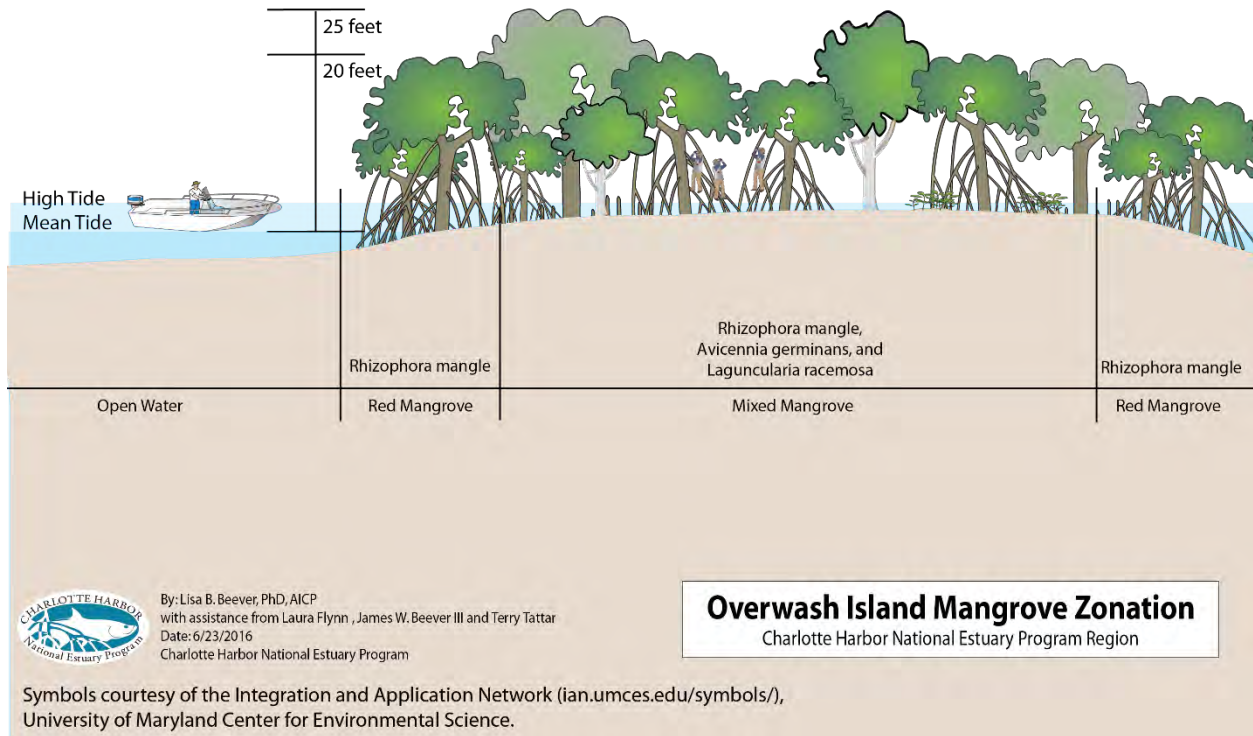 25 feet
20 feet
High Tide
Mean Tide
Rhizophora mangle
Rhizophora mangle,
Avicennia germinans, and
Laguncularia racemosa
Rhizophora mangle
Open Water
Red Mangrove
Mixed Mangrove
Red Mangrove
CHARLOTTE HARBOR
National Estuary Program
By: Lisa B. Beever, PhD, AICP
with assistance from Laura Flynn , James W. Beever III and Terry Tattar
Date: 6/23/2016
Charlotte Harbor National Estuary Program
Overwash Island Mangrove Zonation
Charlotte Harbor National Estuary Program Region
Symbols courtesy of the Integration and Application Network (ian.umces.edu/symbols/),
University of Maryland Center for Environmental Science.